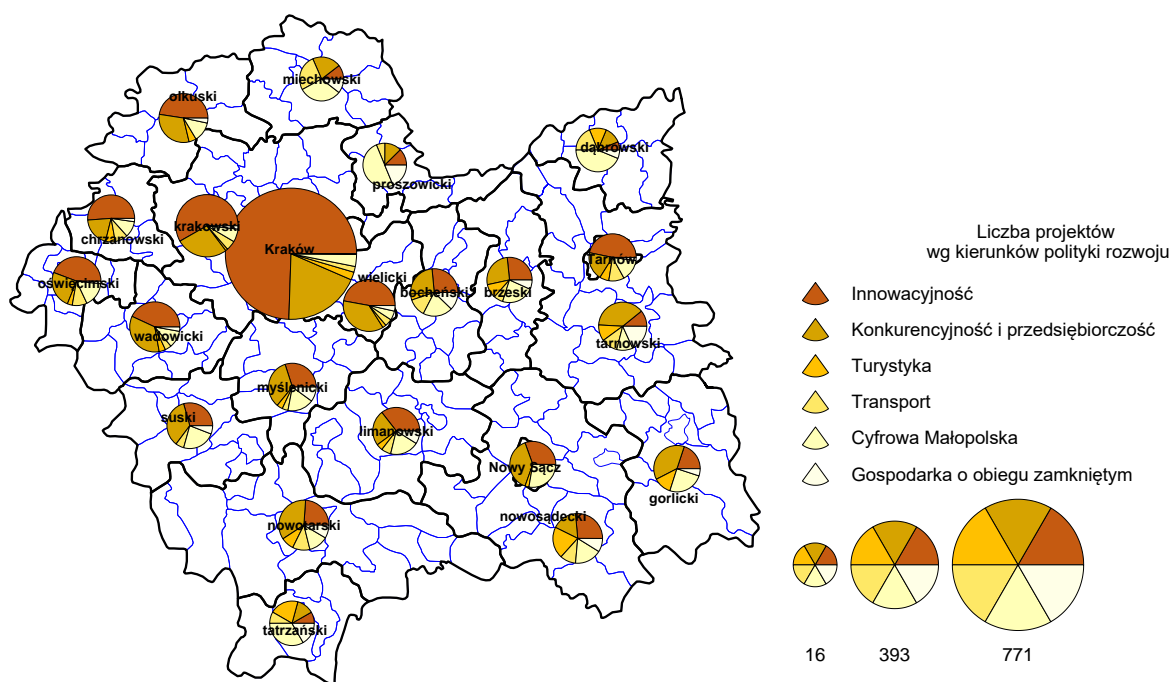 miechowski
olkuski
dąbrowski
proszowicki
krakowski
chrzanowski
Kraków
Tarnów
wielicki
oświęcimski
bocheński
brzeski
wadowicki
tarnowski
myślenicki
suski
limanowski
Nowy Sącz
gorlicki
nowosądecki
nowotarski
tatrzański
Liczba projektów
wg kierunków polityki rozwoju
Innowacyjność
Konkurencyjność i przedsiębiorczość
Turystyka
Transport
Cyfrowa Małopolska
Gospodarka o obiegu zamkniętym
16
393
771